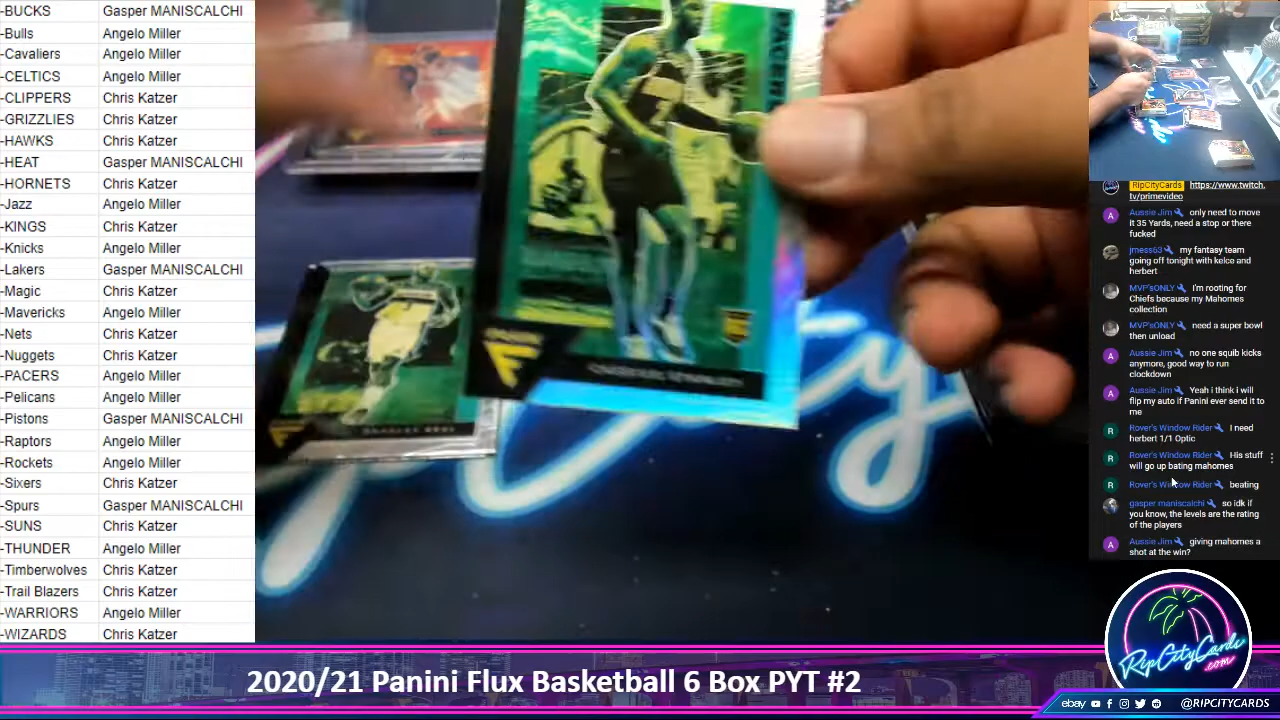 -BUCKS Gasper MANISCALCHI
-Bulls Angelo Miller
-Cavaliers Angelo Miller
-CELTICS Angelo Miller
-CLIPPERS Chris Katzer
-GRIZZLIES Chris Katzer
-HAWKS Chris Katzer
-HEAT Gasper MANISCALCHI
-HORNETS Chris Katzer
-Jazz Angelo Miller
-KINGS Chris Katzer
-Knicks Angelo Miller
-Lakers Gasper MANISCALCHI
-Magic Chris Katzer
-Mavericks Angelo Miller
-Nets Chris Katzer
-Nuggets Chris Katzer
-PACERS Angelo Miller
-Pelicans Angelo Miller
-Pistons Gasper MANISCALCHI
-Raptors Angelo Miller
-Rockets Angelo Miller
-Sixers Chris Katzer
-Spurs Gasper MANISCALCHI
-SUNS Chris Katzer
-THUNDER Angelo Miller
-Timberwolves Chris Katzer
-Trail Blazers Chris Katzer
-WARRIORS Angelo Miller
-WIZARDS Chris Katzer
PACERS
BRADLEY BEAL
RipCityCards https://www.twitch.
tv/primevideo
Aussie Jim only need to move
it 35 Yards, need a stop or there
fucked
jmess63 my fantasy team
going off tonight with kelce and
herbert
MVP'sONLY I'm rooting for
Chiefs because my Mahomes
collection
MVP'sONLY need a super bowl
then unload
Aussie Jim no one squib kicks
anymore, good way to run
clockdown
Aussie Jim Yeah i think i will
flip my auto if Panini ever send it to
me
Rover's Window Rider I need
herbert 1/1 Optic
Rover's Window Rider His stuff
will go up bating mahomes
Rover's Window Rider beating
gasper maniscalchi so idk if
you know, the levels are the rating
of the players
Aussie Jim giving mahomes a
shot at the win?
RipCityCards
.com
2020/21 Panini Flux Basketball 6 Box PYT #2
ebay @RIPCITYCARDS